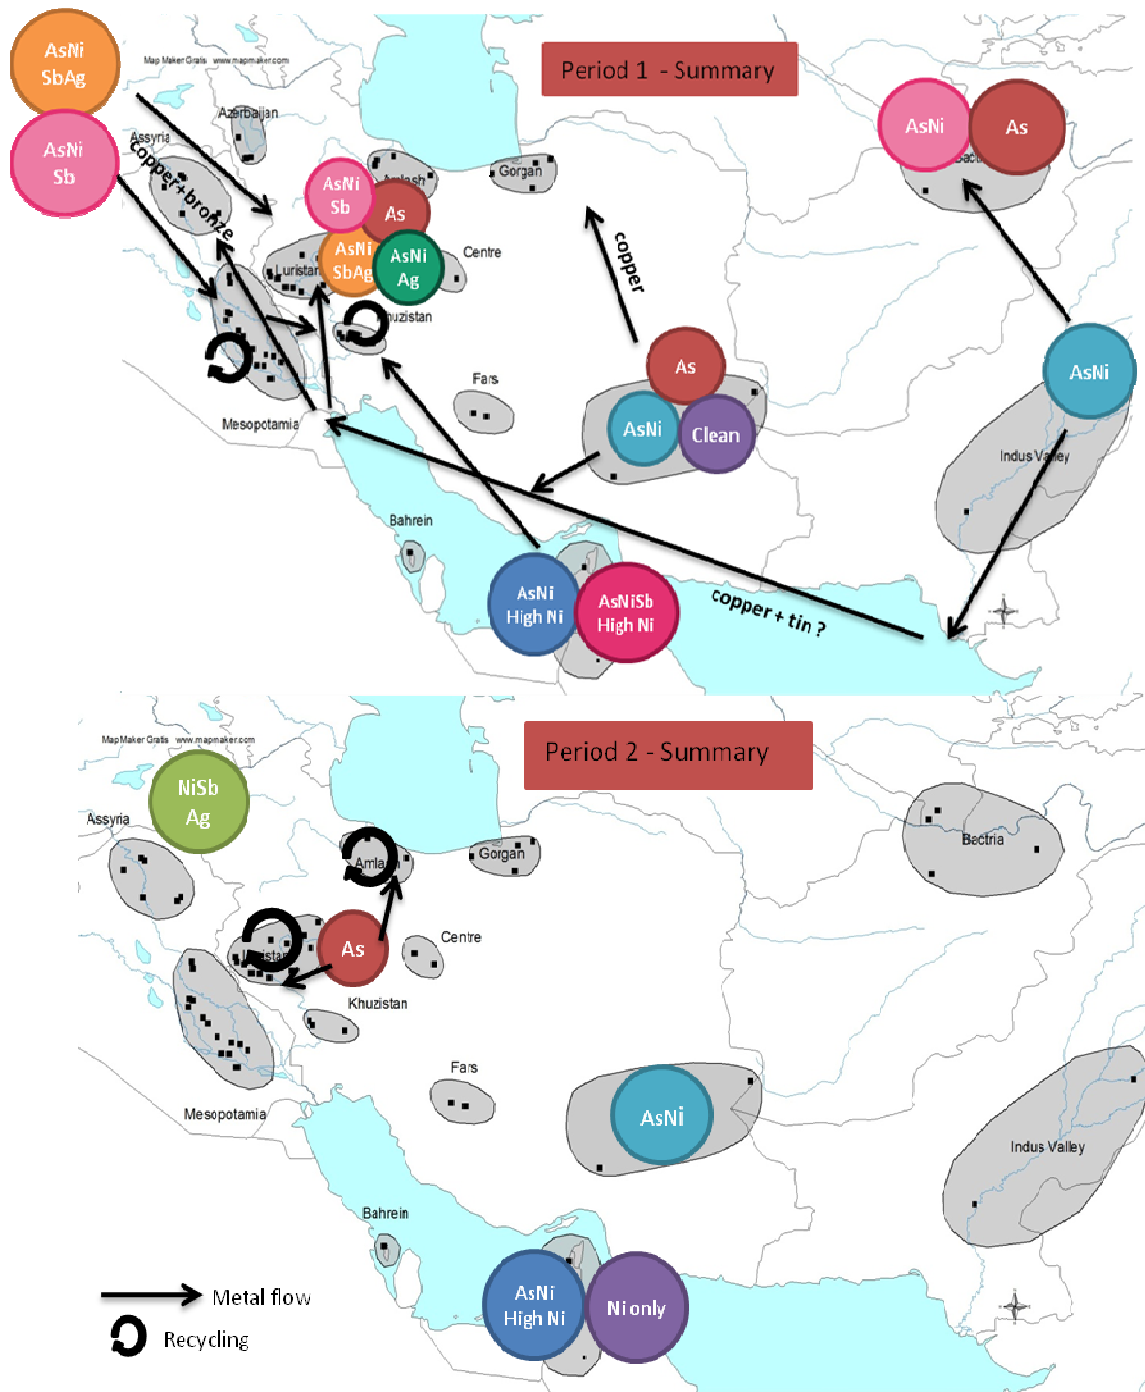 AsNi
SbAg
Map Maker Gratis www.mapmaker.com
Period 1 - Summary
AsNi
Sb
Azerbaijan
Assyria
copper+bronze
AsNi
As
Gorgan
AsNi
Sb
As
AsNi
SbAg
AsNi
Ag
Luristan
Centre
copper
As
AsNi
Clean
AsNi
Fars
Mesopotamia
Indus Valley
Bahrein
AsNi
High Ni
AsNiSb
High Ni
copper + tin ?
MapMaker Gratis www.mapmaker.com
Period 2 - Summary
NiSb
Ag
Assyria
Gorgan
Bactria
As
Centre
Khuzistan
Fars
AsNi
Mesopotamia
Indus Valley
Bahrein
AsNi
High Ni
Ni only
Metal flow
Recycling